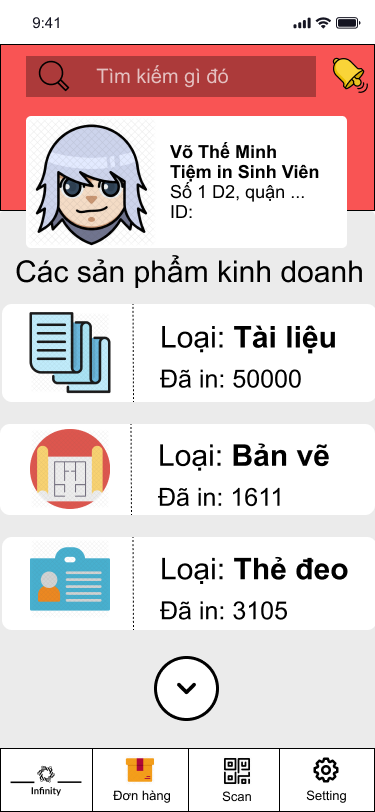 9:41
Tìm kiếm gì đó
Võ Thế Minh
Tiệm in Sinh Viên
Số 1 D2, quận ...
ID:
Các sản phẩm kinh doanh
Loại: Tài liệu
Đã in: 50000
Loại: Bản vẽ
Đã in: 1611
Loại: Thẻ đeo
Đã in: 3105
Infinity
Đơn hàng
Scan
Setting